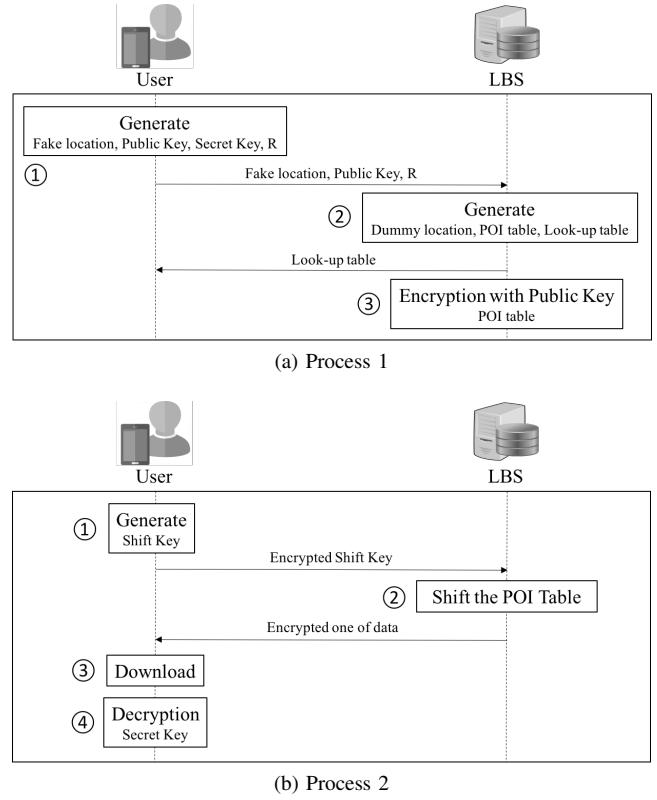 User
LBS
Generate
Fake location, Public Key, Secret Key, R
①
Fake location, Public Key, R
②
Generate
Dummy location, POI table, Look-up table
Look-up table
③
Encryption with Public Key
POI table
(a) Process 1
User
LBS
①
Generate
Shift Key
Encrypted Shift Key
②
Shift the POI Table
Encrypted one of data
③
Download
④
Decryption
Secret Key
(b) Process 2